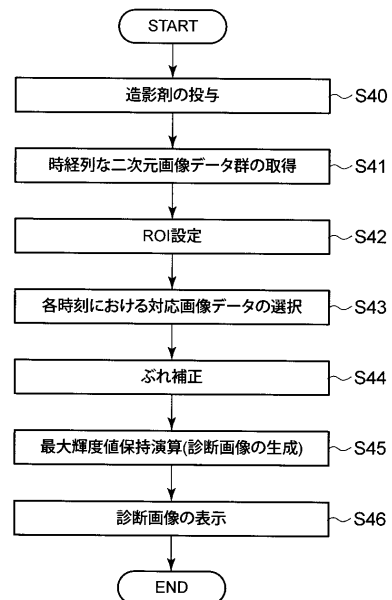 START
造影剤の投与 S40
時経列な二次元画像データ群の取得 S41
ROI設定 S42
各時刻における対応画像データの選択 S43
ぶれ補正 S44
最大輝度値保持演算(診断画像の生成) S45
診断画像の表示 S46
END